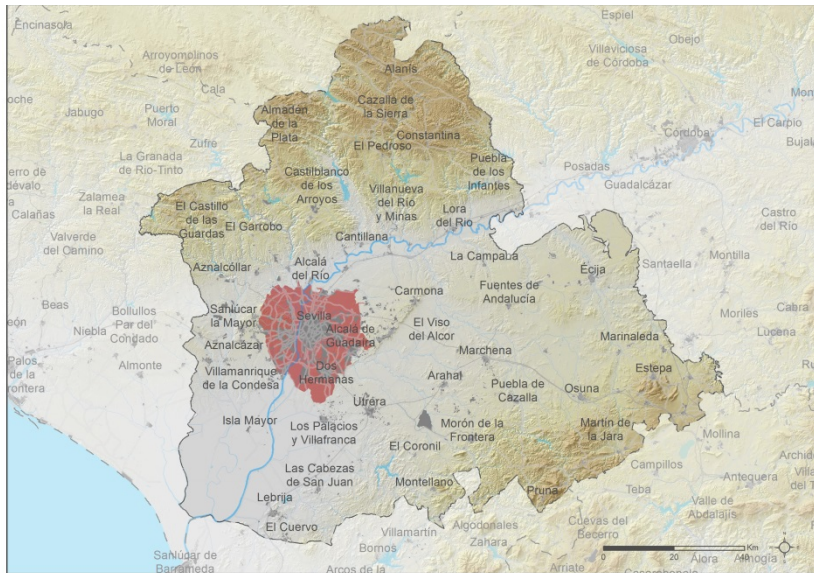 Encinasola
Espiel
Obejo
Arroyomolinos
de León
Villaviciosa
de Córdoba
Cala
Alanís
Cazalla de
la Sierra
Jabugo
Puerto
Moral
Almadén
de la
Plata
Constantina
El Pedroso
Zufre
Córdoba
El Carpio
La Granada
de Rio-Tinto
Puebla
de los
Infantes
Posadas
Guadalcázar
Castilblanco
de los
Arroyos
Villanueva
del Río
y Minas
Zalamea
la Real
Calañas
El Castillo
de las
Guardas
El Garrobo
Lora
del Rio
Castro
del Río
Valverde
del Camino
Cantillana
La Campana
Santaella
Montilla
Aznalcóllar
Alcalá
del Río
Écija
Carmona
Fuentes de
Andalucía
Beas
Bollullos
Par del
Condado
Niebla
Sanlúcar
la Mayor
Sevilla
Alcalá de
Guadaira
El Viso
del Alcor
Moriles
Cabra
Lucena
Marinaleda
Aznalcázar
Marchena
Almonte
Villamanrique
de la Condesa
Dos
Hermanas
Estepa
Palos
de la
Arahal
Puebla de
Cazalla
Osuna
Utrera
Isla Mayor
Los Palacios
y Villafranca
Morón de la
Frontera
Martín de
la Jara
El Coronil
Mollina
Campillos
Antequera
Las Cabezas
de San Juan
Montellano
Pruna
Teba
Valle de
Abdalajís
Lebrija
El Cuervo
Villamartín
Algodonales
Zahara
Cuevas del
Becerro
Bornos
Sanlúcar de
Barrameda
Arcos de la
Arriate
Álora
0 20 40 Km